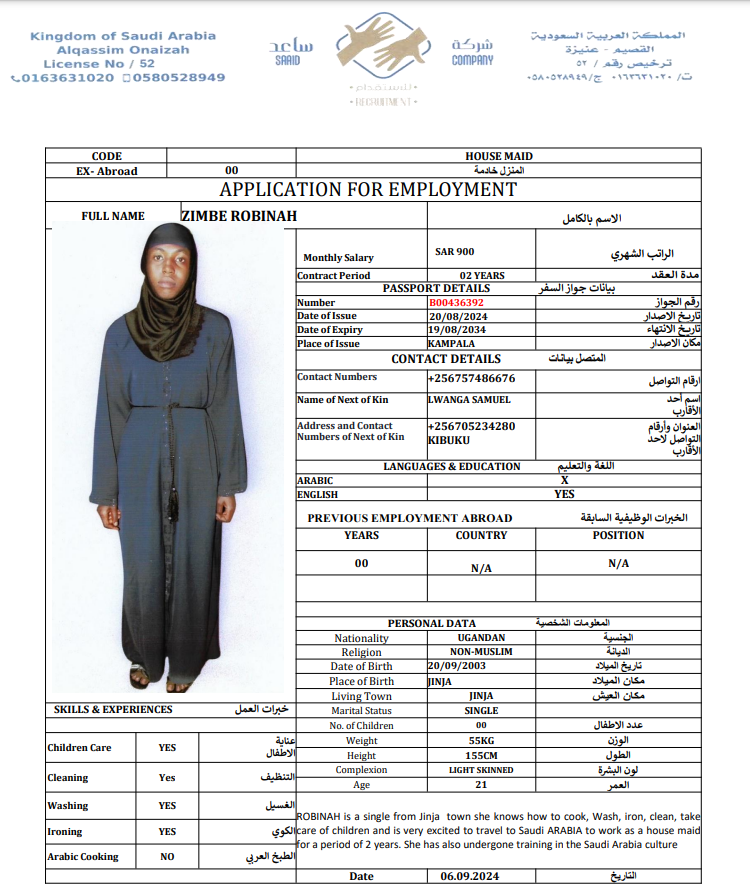 Kingdom of Saudi Arabia
Alqassim Onaizah
License No / 52
0163631020 0580528949
ساعد
SAAID
شركة
COMPANY
للاستقدام
• RECRUITMENT •
المملكة العربية السعودية
القصيم - عنيزة
ترخيص رقم / ٥٢
ت/ ٠١٦٣٦٣١٠٢٠ ج/ ٠٥٨٠٥٢٨٩٤٩
CODE HOUSE MAID
EX- Abroad 00 المنزل خادمة
APPLICATION FOR EMPLOYMENT
FULL NAME ZIMBE ROBINAH الاسم بالكامل
Monthly Salary SAR 900 الراتب الشهري
Contract Period 02 YEARS مدة العقد
PASSPORT DETAILS بيانات جواز السفر
Number B00436392 رقم الجواز
Date of Issue 20/08/2024 تاريخ الاصدار
Date of Expiry 19/08/2034 تاريخ الانتهاء
Place of Issue KAMPALA مكان الاصدار
CONTACT DETAILS المتصل بيانات
Contact Numbers +256757486676 ارقام التواصل
Name of Next of Kin LWANGA SAMUEL اسم أحد
الأقارب
Address and Contact +256705234280 العنوان وأرقام
Numbers of Next of Kin KIBUKU التواصل لاحد
الأقارب
LANGUAGES & EDUCATION اللغة والتعليم
ARABIC X
ENGLISH YES
PREVIOUS EMPLOYMENT ABROAD الخبرات الوظيفية السابقة
YEARS COUNTRY POSITION
00 N/A N/A
PERSONAL DATA المعلومات الشخصية
Nationality UGANDAN الجنسية
Religion NON-MUSLIM الديانة
Date of Birth 20/09/2003 تاريخ الميلاد
Place of Birth JINJA مكان الميلاد
Living Town JINJA مكان العيش
Marital Status SINGLE
No. of Children 00 عدد الاطفال
Weight 55KG الوزن
Height 155CM الطول
Complexion LIGHT SKINNED لون البشرة
Age 21 العمر
SKILLS & EXPERIENCES خبرات العمل
Children Care YES عناية
الاطفال
Cleaning Yes التنظيف
Washing YES الغسيل
Ironing YES الكوي
Arabic Cooking NO الطبخ العربي
ROBINAH is a single from Jinja town she knows how to cook, Wash, iron, clean, take
care of children and is very excited to travel to Saudi ARABIA to work as a house maid
for a period of 2 years. She has also undergone training in the Saudi Arabia culture
Date 06.09.2024 التاريخ